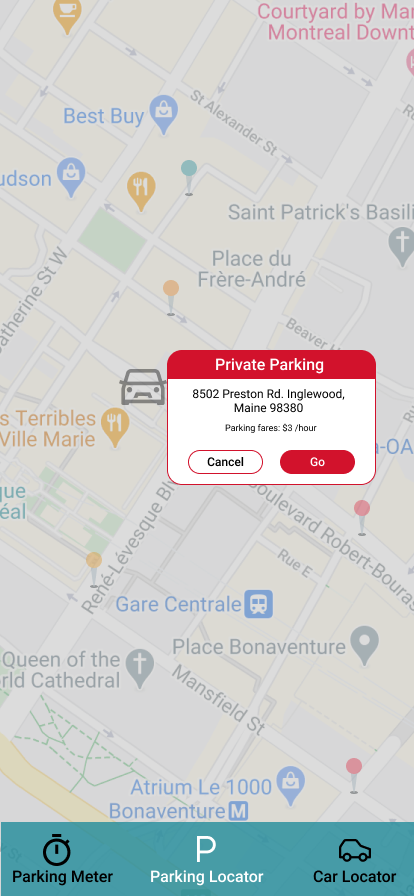 Courtyard by Mar
Montreal Downt
Best Buy
St Alexander St
udson
Saint Patrick's Basili
Place du
Frère-André
atherine St W
Beaver
Private Parking
8502 Preston Rd. Inglewood,
Maine 98380
Parking fares: $3 /hour
Cancel
Go
s Terribles
Ville Marie
a-OA
que
éal
René-Lévesque Bl
oulevard Robert-Boura
Rue E
Gare Centrale
Place Bonaventure
Queen of the
rld Cathedral
Mansfield St
Atrium Le 1000
Bonaventure M
P
Parking Meter
Parking Locator
Car Locator